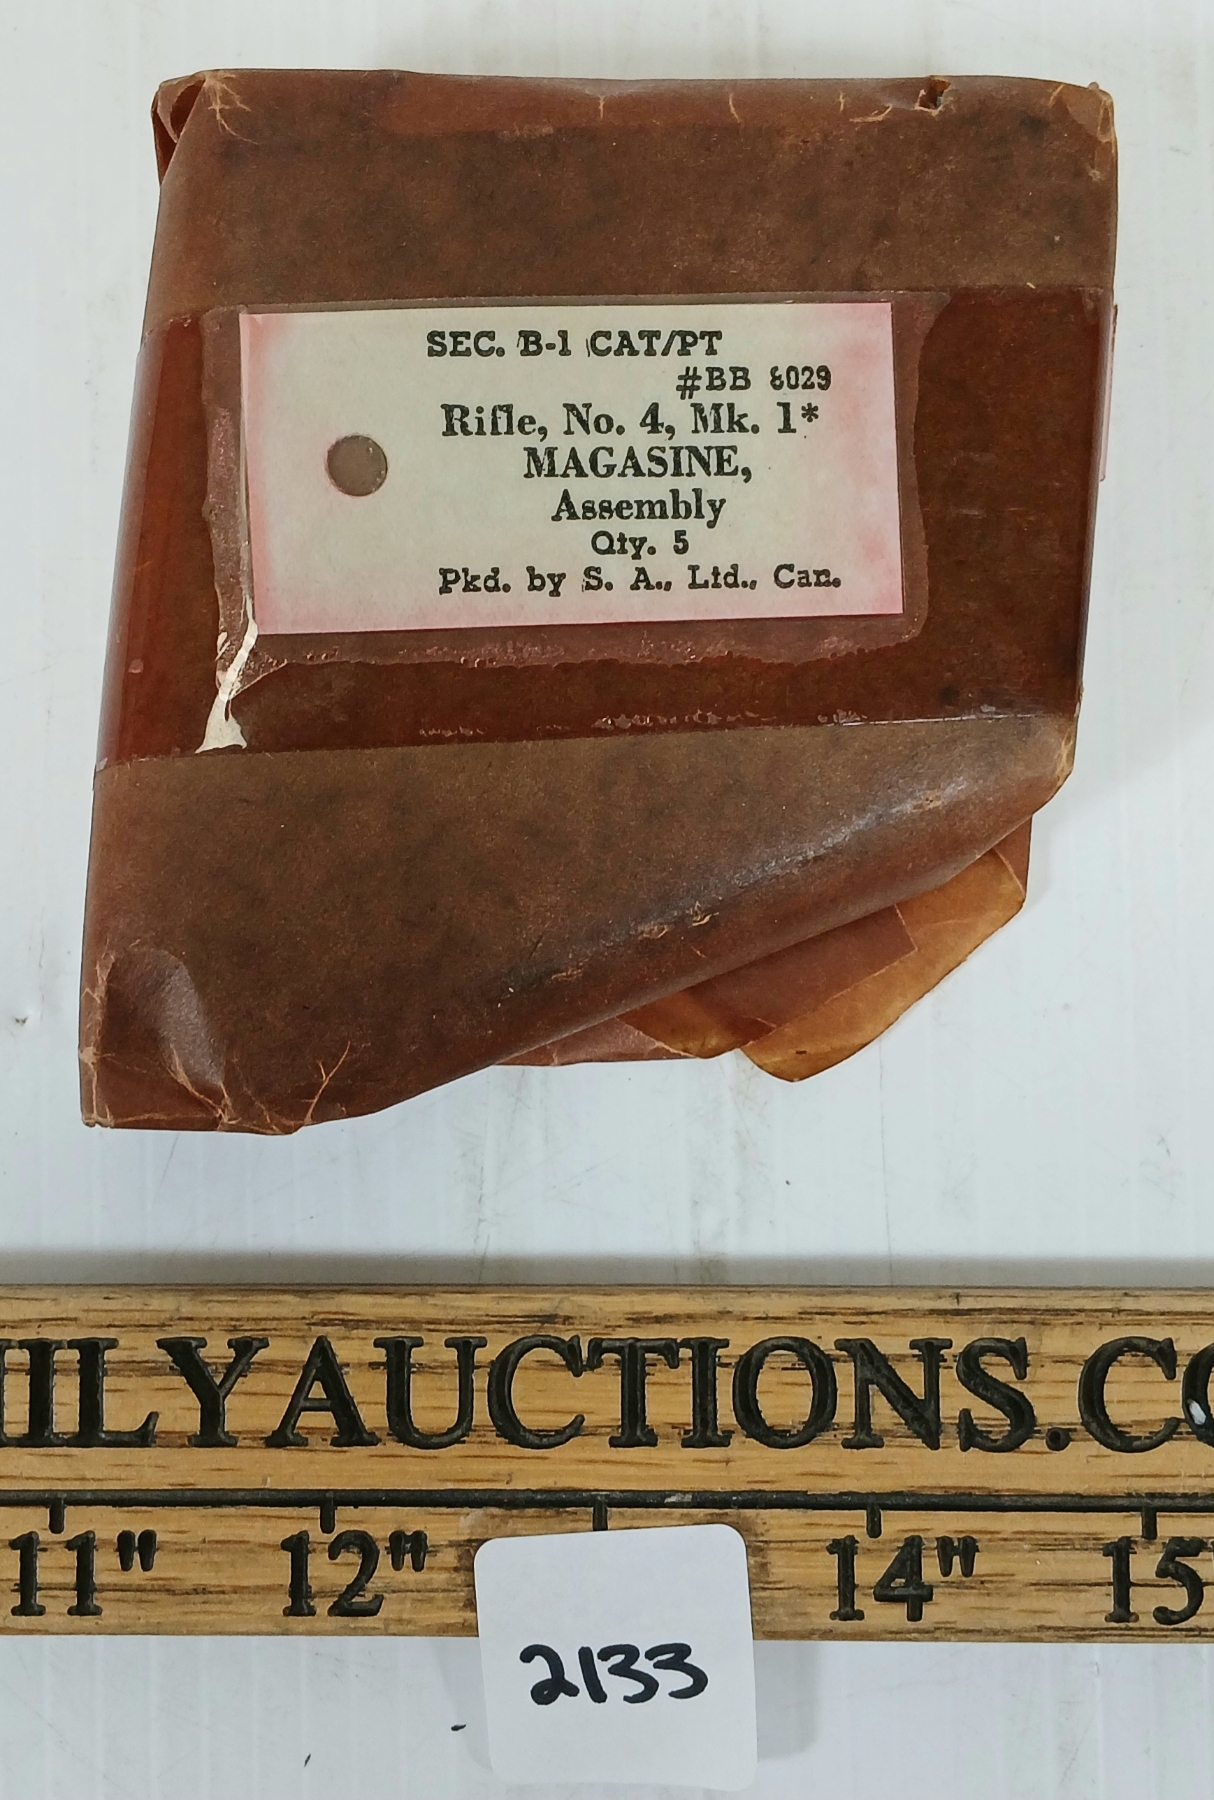 SEC. B-1 CAT/PT
#BB 8029
Rifle, No. 4, Mk. 1*
MAGASINE,
Assembly
Qty. 5
Pkd. by S. A., Ltd., Can.
ILYAUCTIONS.CO
11" 12" 14" 15
2133